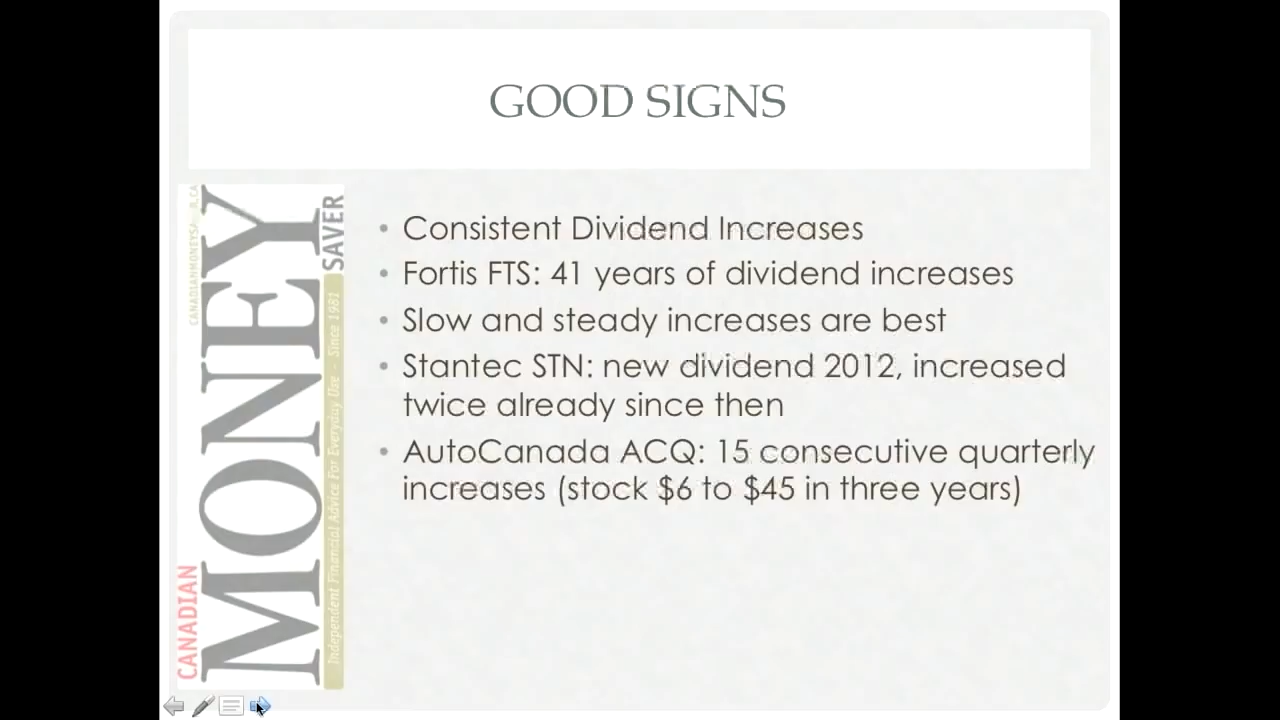 GOOD SIGNS
CANADIANMONEYSAVER.CA
CANADIAN
MONEY
SAVER
Independent Financial Advice For Everyday Use - Since 1981
• Consistent Dividend Increases
• Fortis FTS: 41 years of dividend increases
• Slow and steady increases are best
• Stantec STN: new dividend 2012, increased
twice already since then
• AutoCanada ACQ: 15 consecutive quarterly
increases (stock $6 to $45 in three years)